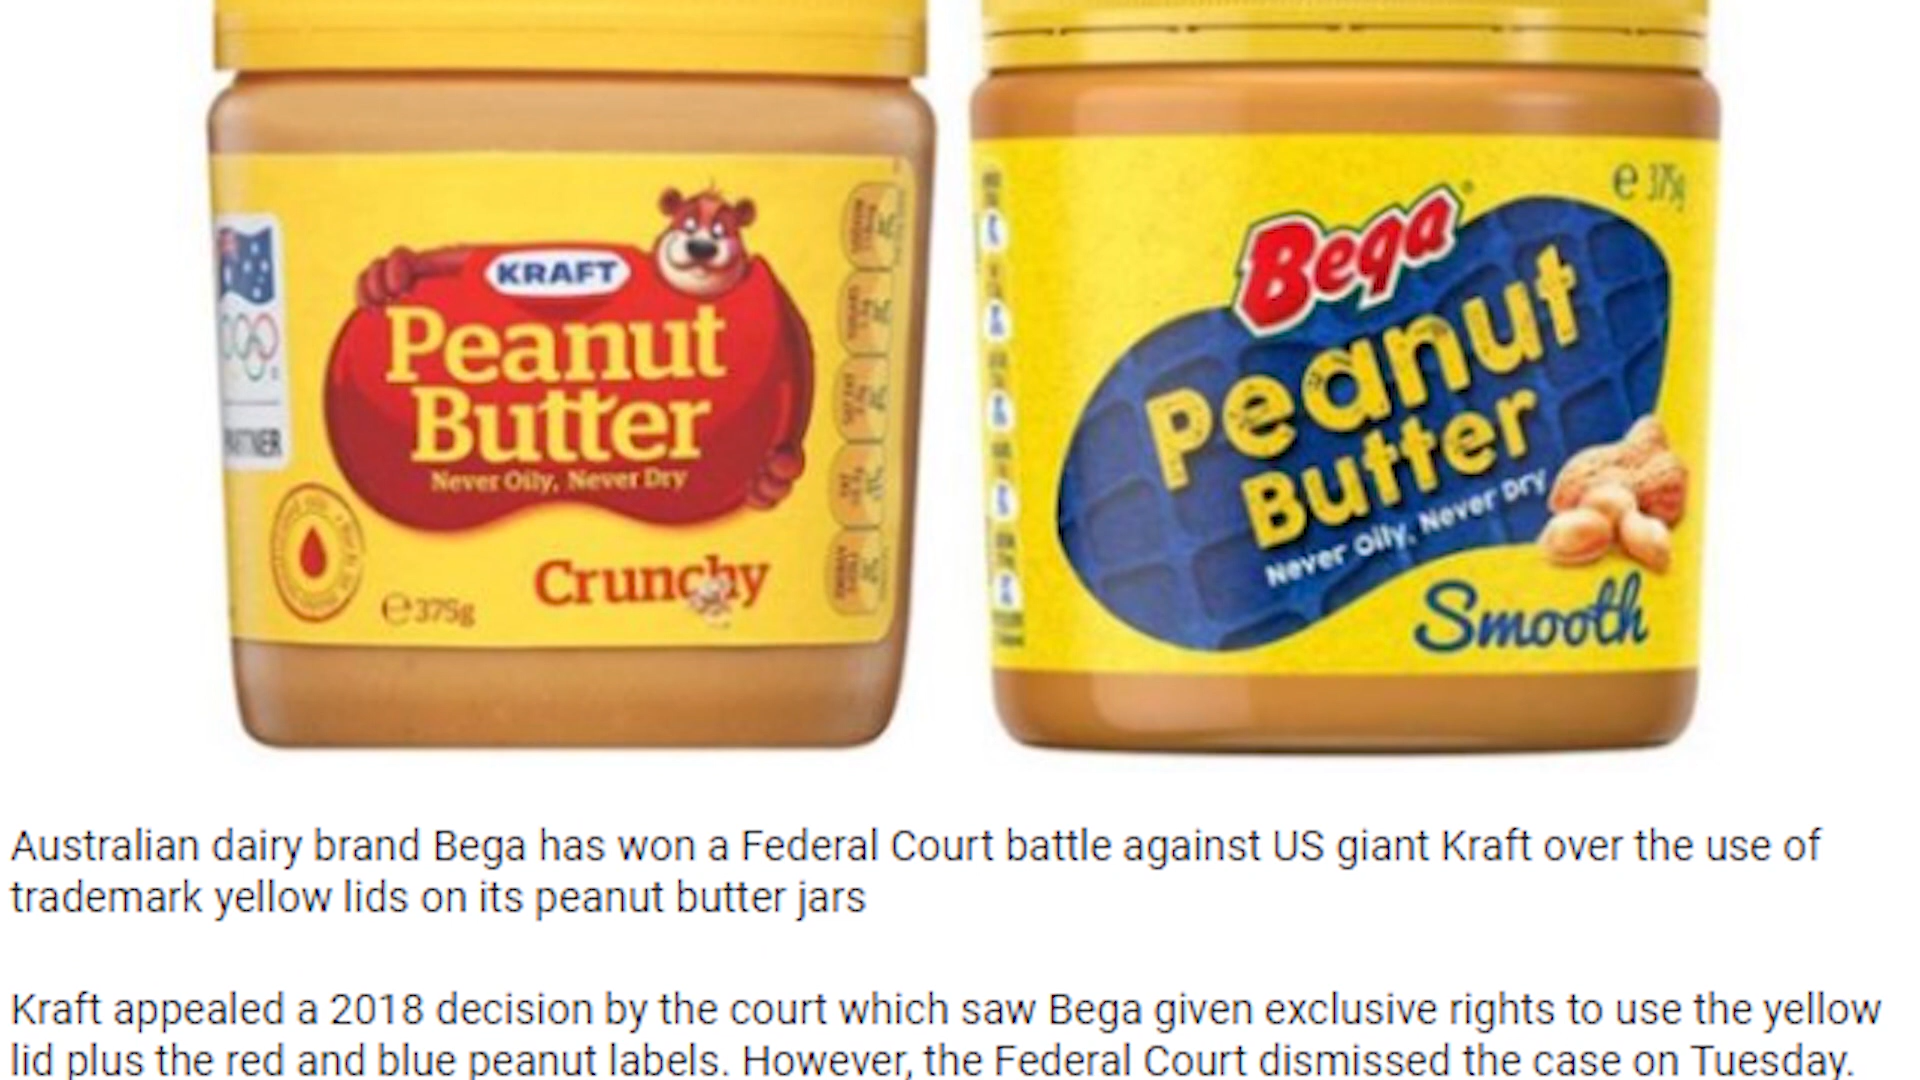 KRAFT
Peanut
Butter
Never Oily, Never Dry
Crunchy
e 375g
e 375g
Bega
Peanut
Butter
Never Oily, Never Dry
Smooth
Australian dairy brand Bega has won a Federal Court battle against US giant Kraft over the use of
trademark yellow lids on its peanut butter jars
Kraft appealed a 2018 decision by the court which saw Bega given exclusive rights to use the yellow
lid plus the red and blue peanut labels. However, the Federal Court dismissed the case on Tuesday.